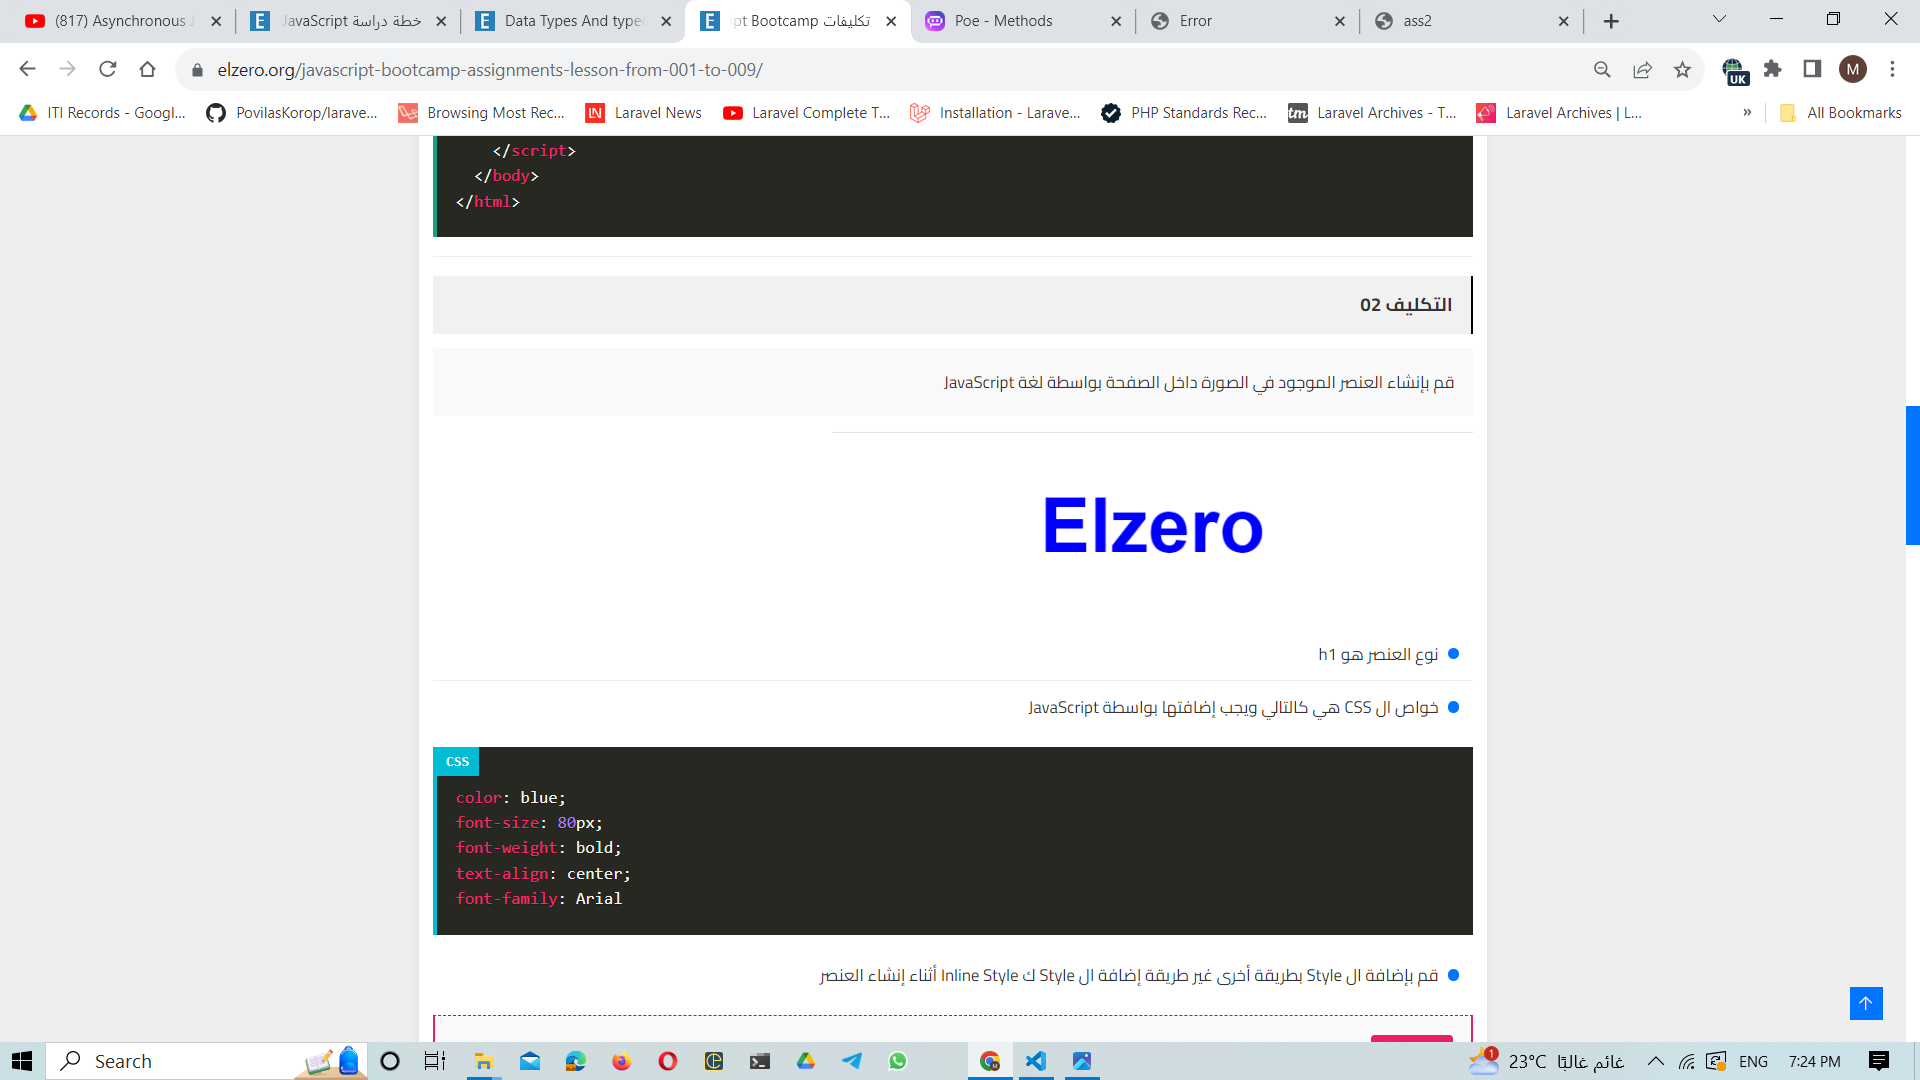 (817) Asynchronous J
خطة دراسة JavaScript
Data Types And type
تكليفات pt Bootcamp
Poe - Methods
Error
ass2
elzero.org/javascript-bootcamp-assignments-lesson-from-001-to-009/
UK
M
ITI Records - Googl...
PovilasKorop/larave...
Browsing Most Rec...
LN
Laravel News
Laravel Complete T...
Installation - Larave...
PHP Standards Rec...
tm
Laravel Archives - T...
Laravel Archives | L...
»
All Bookmarks
</script>
</body>
</html>
التكليف 02
قم بإنشاء العنصر الموجود في الصورة داخل الصفحة بواسطة لغة JavaScript
Elzero
نوع العنصر هو h1
خواص ال CSS هي كالتالي ويجب إضافتها بواسطة JavaScript
CSS
color: blue;
font-size: 80px;
font-weight: bold;
text-align: center;
font-family: Arial
قم بإضافة ال Style بطريقة أخرى غير طريقة إضافة ال Style ك Inline Style أثناء إنشاء العنصر
Search
1
23°C غائم غالبًا
ENG
7:24 PM